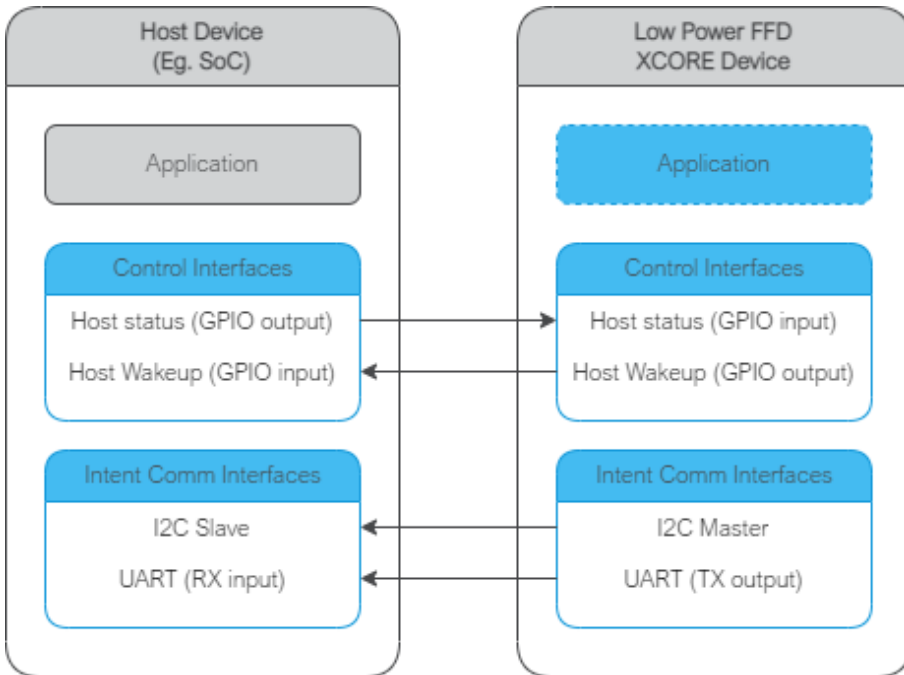 Host Device
(Eg. SoC)
Application
Control Interfaces
Host status (GPIO output)
Host Wakeup (GPIO input)
Intent Comm Interfaces
I2C Slave
UART (RX input)
Low Power FFD
XCORE Device
Application
Control Interfaces
Host status (GPIO input)
Host Wakeup (GPIO output)
Intent Comm Interfaces
I2C Master
UART (TX output)